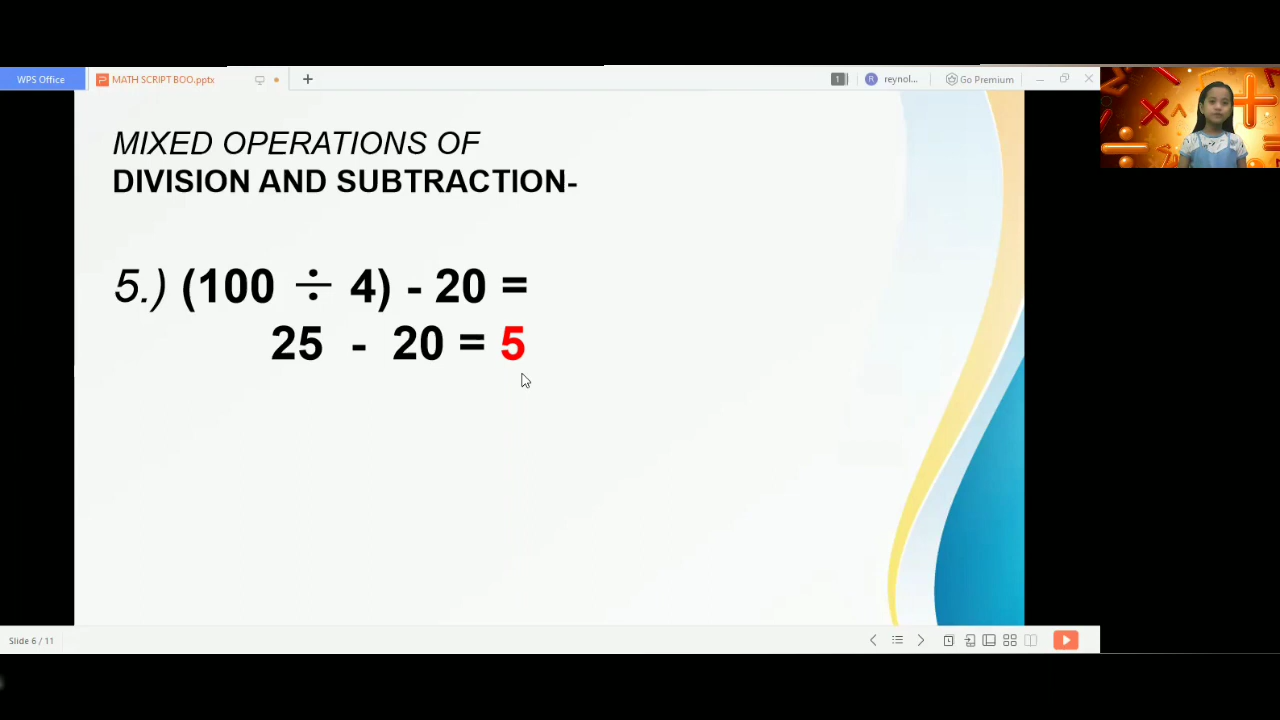 WPS Office
MATH SCRIPT BOO.pptx
1
R
reynol...
Go Premium
MIXED OPERATIONS OF
DIVISION AND SUBTRACTION-
5.) (100 ÷ 4) - 20 =
25 - 20 = 5
Slide 6 / 11